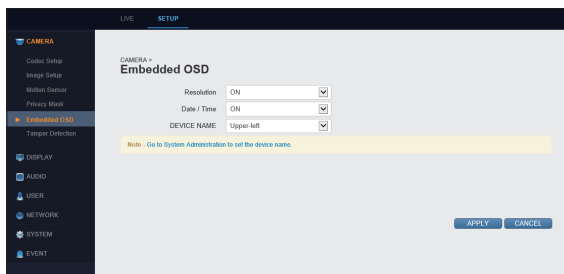 LIVE SETUP
CAMERA
Codec Setup
Image Setup
Motion Sensor
Privacy Mask
Embedded OSD
Tamper Detection
DISPLAY
AUDIO
USER
NETWORK
SYSTEM
EVENT
CAMERA >
Embedded OSD
Resolution ON
Date / Time ON
DEVICE NAME Upper-left
Note - Go to System Administration to set the device name.
APPLY CANCEL